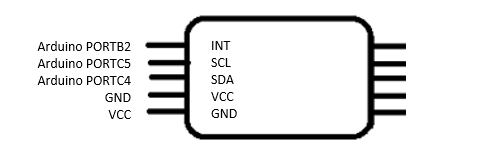 Arduino PORTB2 INT
Arduino PORTC5 SCL
Arduino PORTC4 SDA
GND VCC
VCC GND